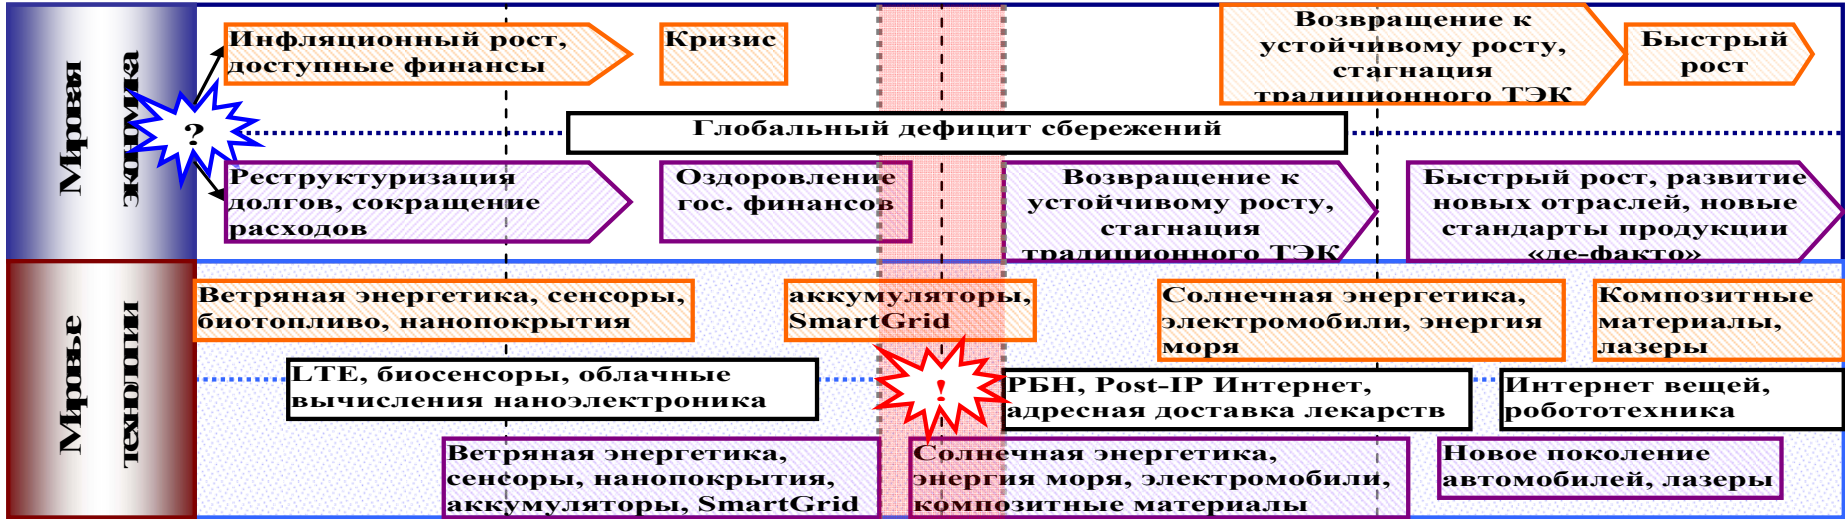 Мировая
экономика
?
Инфляционный рост,
доступные финансы
Кризис
Возвращение к
устойчивому росту,
стагнация
традиционного ТЭК
Быстрый
рост
Глобальный дефицит сбережений
Реструктуризация
долгов, сокращение
расходов
Оздоровление
гос. финансов
Возвращение к
устойчивому росту,
стагнация
традиционного ТЭК
Быстрый рост, развитие
новых отраслей, новые
стандарты продукции
«де-факто»
Мировые
технологии
Ветряная энергетика, сенсоры,
биотопливо, нанопокрытия
аккумуляторы,
SmartGrid
Солнечная энергетика,
электромобили, энергия
моря
Композитные
материалы,
лазеры
LTE, биосенсоры, облачные
вычисления наноэлектроника
!
РБН, Post-IP Интернет,
адресная доставка лекарств
Интернет вещей,
робототехника
Ветряная энергетика,
сенсоры, нанопокрытия,
аккумуляторы, SmartGrid
Солнечная энергетика,
энергия моря, электромобили,
композитные материалы
Новое поколение
автомобилей, лазеры